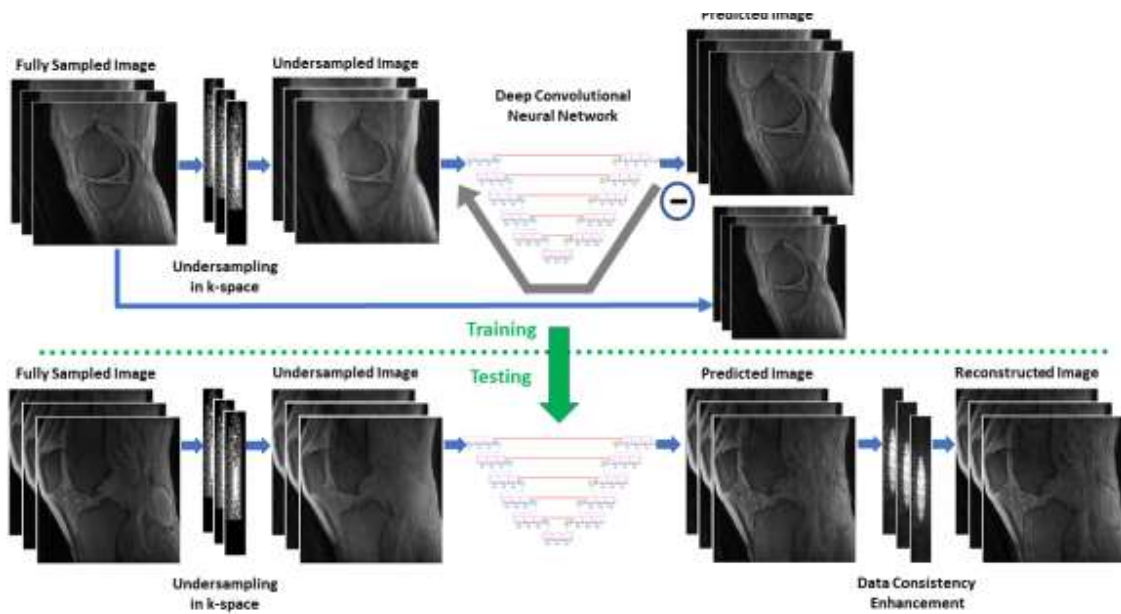 Predicted Image
Fully Sampled Image
Undersampled Image
Deep Convolutional
Neural Network
Undersampling
in k-space
Training
Testing
Fully Sampled Image
Undersampled Image
Predicted Image
Reconstructed Image
Undersampling
in k-space
Data Consistency
Enhancement